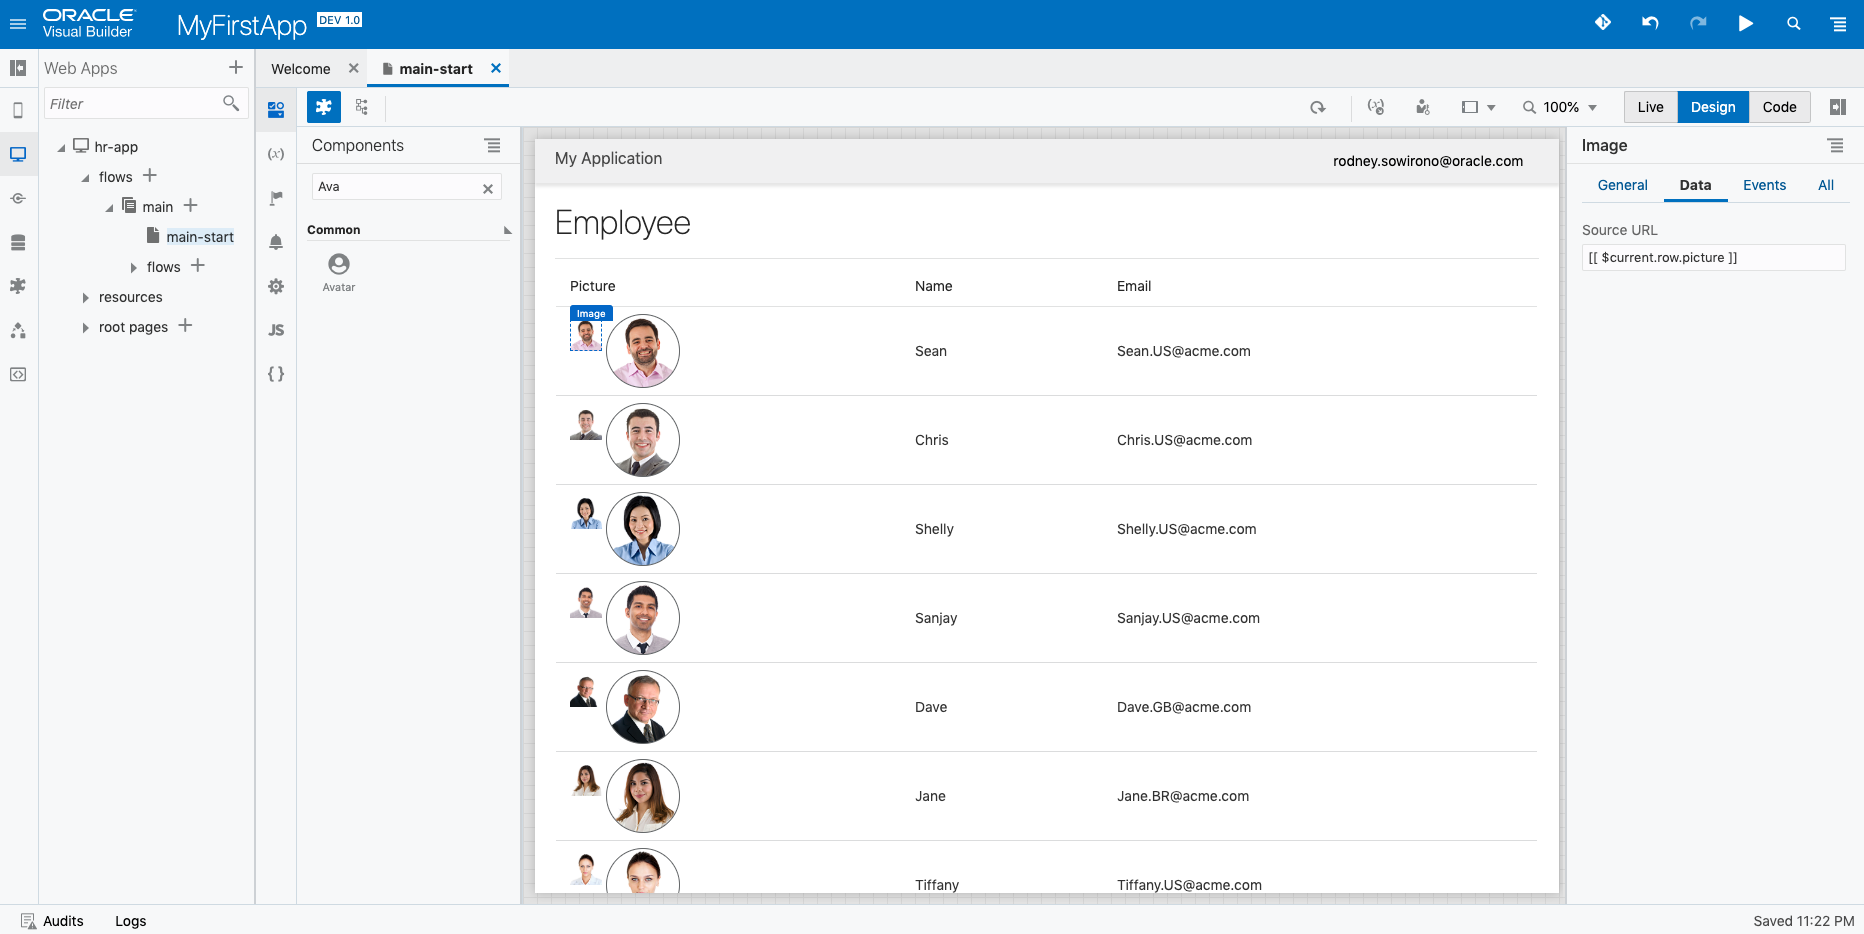 ORACLE
Visual Builder
MyFirstApp DEV 1.0
Web Apps
Filter
hr-app
flows
main
main-start
flows
resources
root pages
Welcome
main-start
(x)
JS
{ }
Components
Ava
Common
Avatar
100%
Live Design Code
My Application
rodney.sowirono@oracle.com
Employee
Picture Name Email
Image
Sean Sean.US@acme.com
Chris Chris.US@acme.com
Shelly Shelly.US@acme.com
Sanjay Sanjay.US@acme.com
Dave Dave.GB@acme.com
Jane Jane.BR@acme.com
Tiffany Tiffany.US@acme.com
Image
General Data Events All
Source URL
[[ $current.row.picture ]]
Audits Logs
Saved 11:22 PM